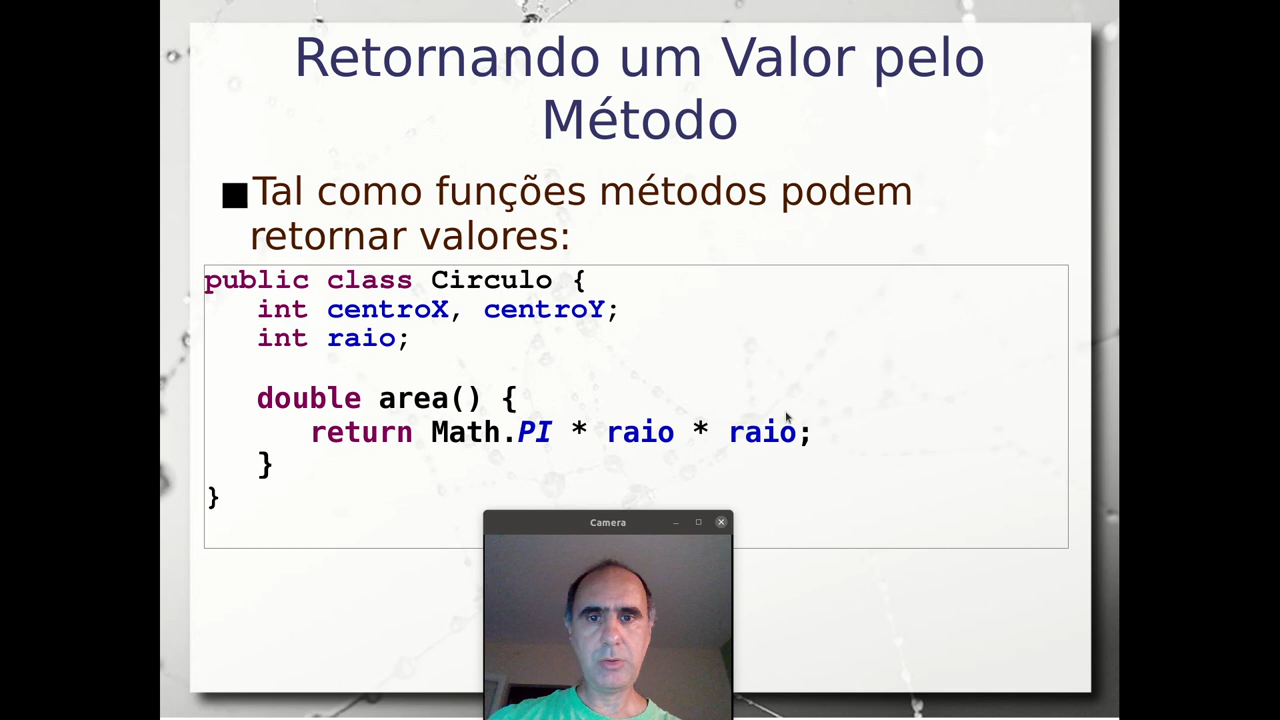 Retornando um Valor pelo
Método
Tal como funções métodos podem
retornar valores:
public class Circulo {
int centroX, centroY;
int raio;
double area() {
return Math.PI * raio * raio;
}
}
Camera